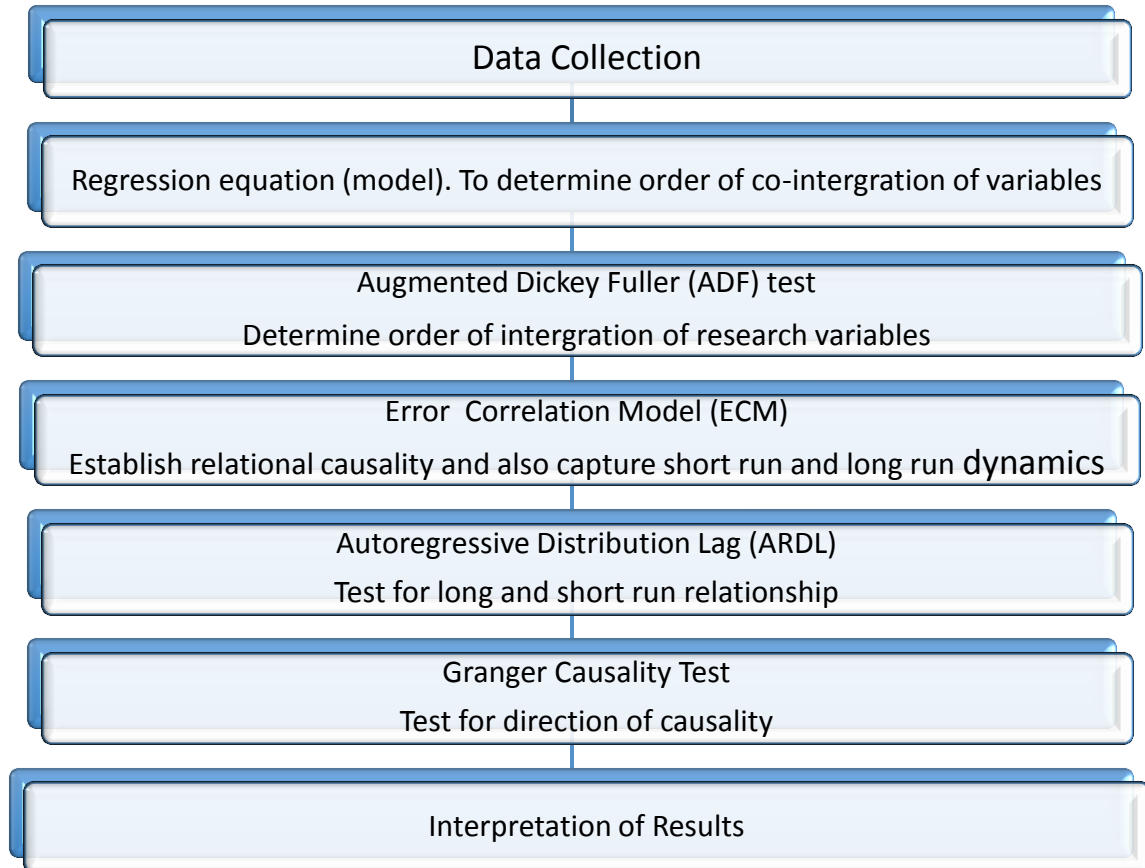 Data Collection
Regression equation (model). To determine order of co-intergration of variables
Augmented Dickey Fuller (ADF) test
Determine order of intergration of research variables
Error Correlation Model (ECM)
Establish relational causality and also capture short run and long run dynamics
Autoregressive Distribution Lag (ARDL)
Test for long and short run relationship
Granger Causality Test
Test for direction of causality
Interpretation of Results